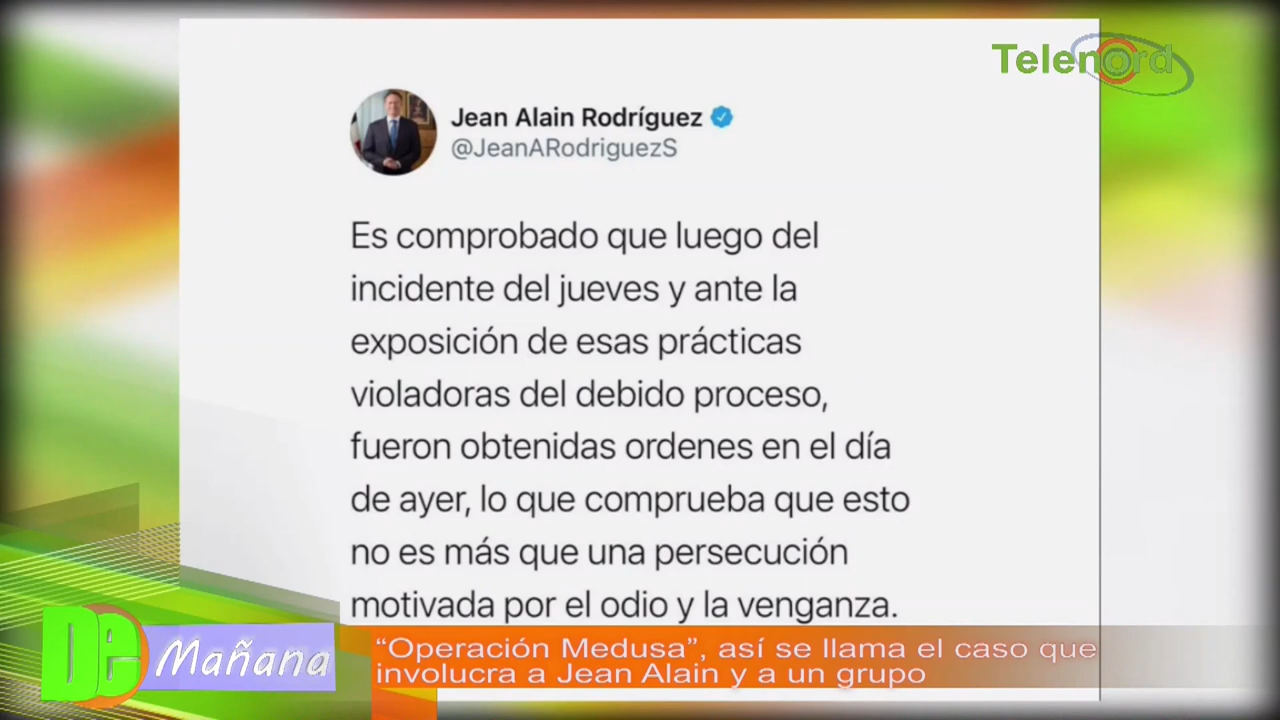 Telenord
Jean Alain Rodríguez
@JeanARodriguezS
Es comprobado que luego del
incidente del jueves y ante la
exposición de esas prácticas
violadoras del debido proceso,
fueron obtenidas ordenes en el día
de ayer, lo que comprueba que esto
no es más que una persecución
motivada por el odio y la venganza.
De Mañana
“Operación Medusa”, así se llama el caso que
involucra a Jean Alain y a un grupo